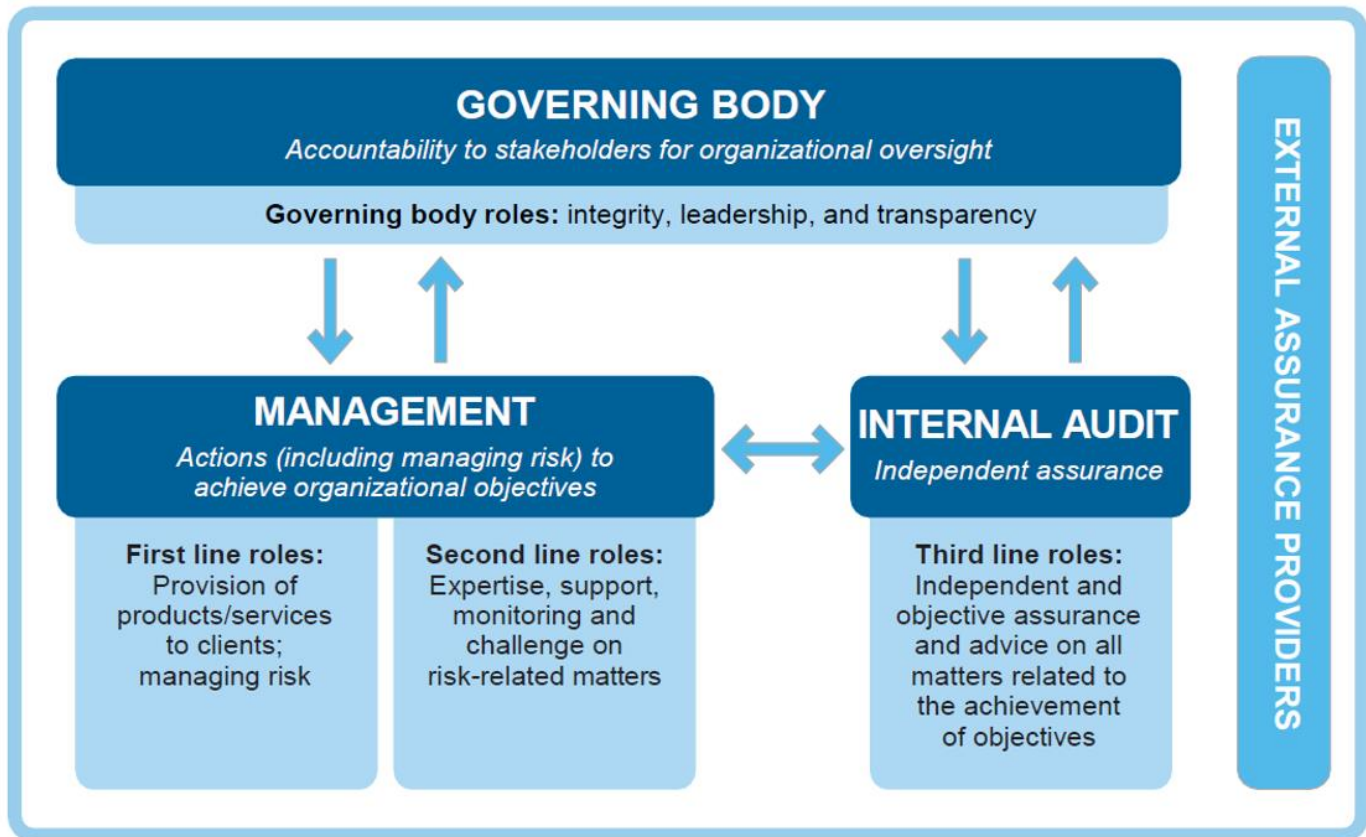 GOVERNING BODY
Accountability to stakeholders for organizational oversight
Governing body roles: integrity, leadership, and transparency
MANAGEMENT
Actions (including managing risk) to
achieve organizational objectives
First line roles:
Provision of
products/services
to clients;
managing risk
Second line roles:
Expertise, support,
monitoring and
challenge on
risk-related matters
INTERNAL AUDIT
Independent assurance
Third line roles:
Independent and
objective assurance
and advice on all
matters related to
the achievement
of objectives
EXTERNAL ASSURANCE PROVIDERS